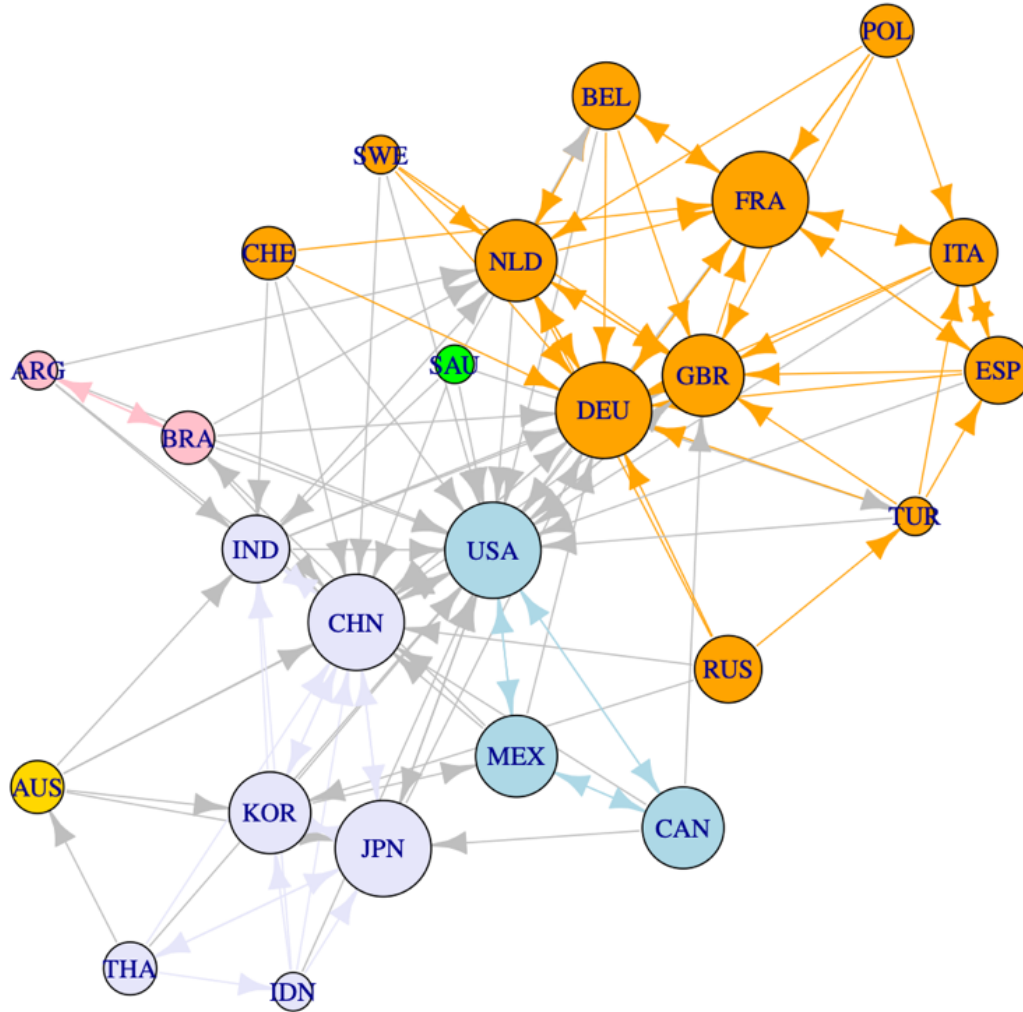 POL
BEL
SWE
FRA
CHE
NLD
ITA
SAU
ARG
GBR
ESP
DEU
BRA
TUR
IND
USA
CHN
RUS
MEX
AUS
KOR
CAN
JPN
THA
IDN